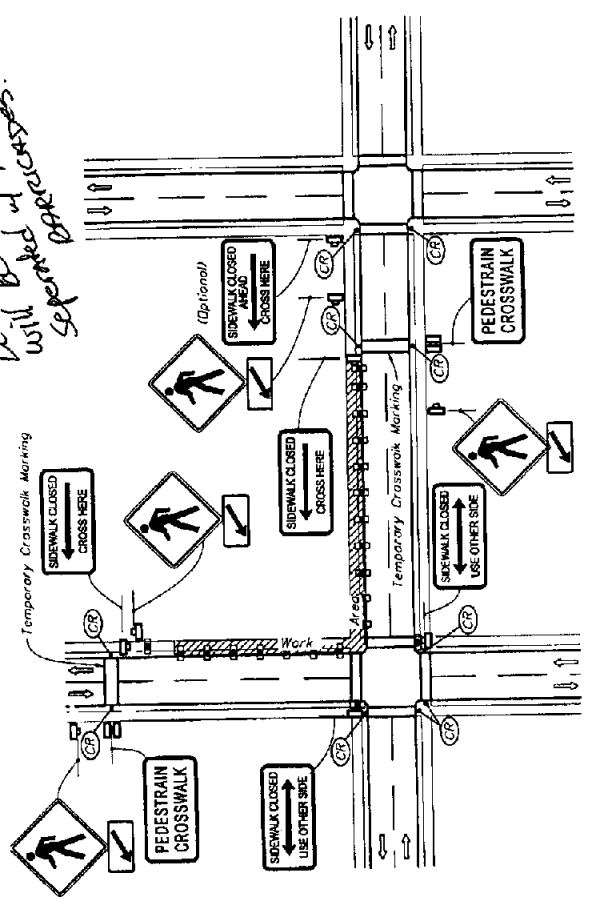 will be
separated w/
BARRICADES.
Temporary Crosswalk Marking
SIDEWALK CLOSED
CROSS HERE
(Optional)
SIDEWALK CLOSED
AHEAD
CROSS HERE
SIDEWALK CLOSED
CROSS HERE
CR
CR
CR
CR
PEDESTRAIN
CROSSWALK
Temporary Crosswalk Marking
SIDEWALK CLOSED
USE OTHER SIDE
Work
Area
CR
CR
CR
CR
CR
PEDESTRAIN
CROSSWALK
SIDEWALK CLOSED
USE OTHER SIDE